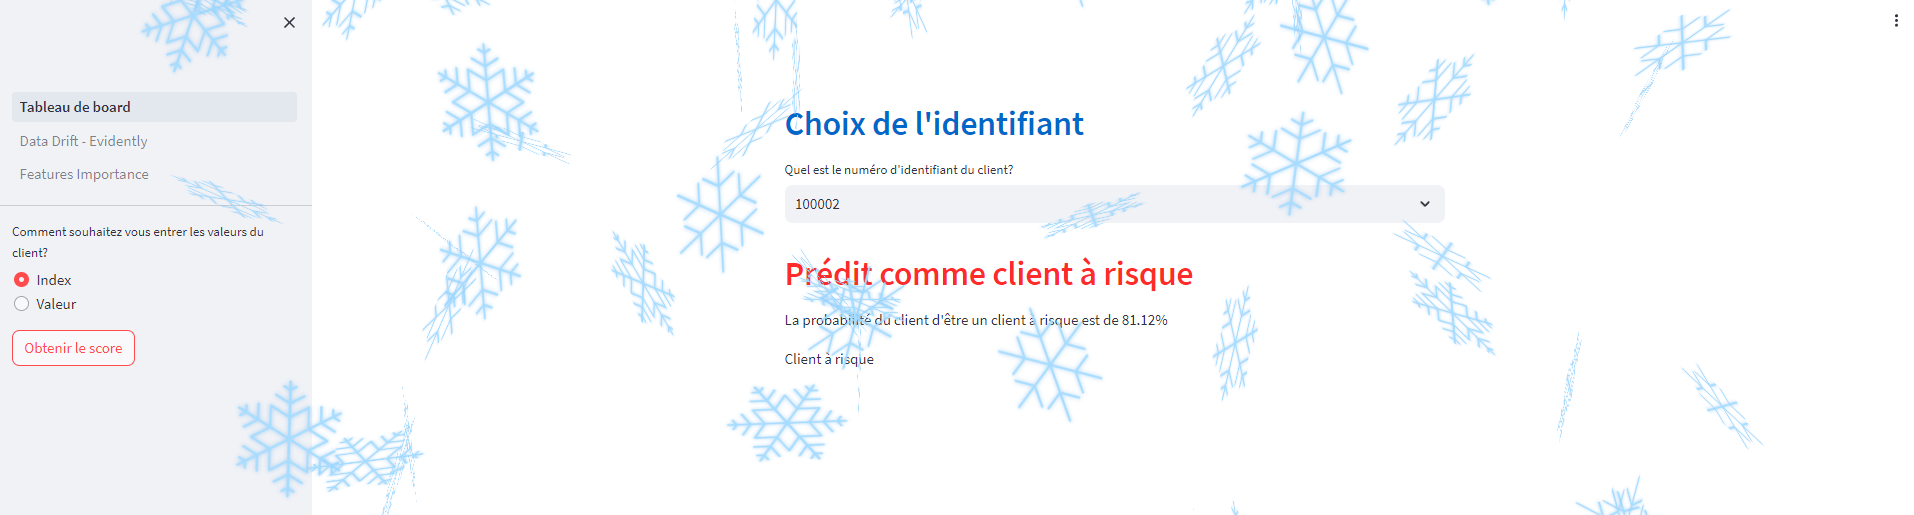 Tableau de board
Data Drift - Evidently
Features Importance
Comment souhaitez vous entrer les valeurs du
client?
Index
Valeur
Obtenir le score
Choix de l'identifiant
Quel est le numéro d'identifiant du client?
100002
Prédit comme client à risque
La probabilité du client d'être un client à risque est de 81.12%
Client à risque